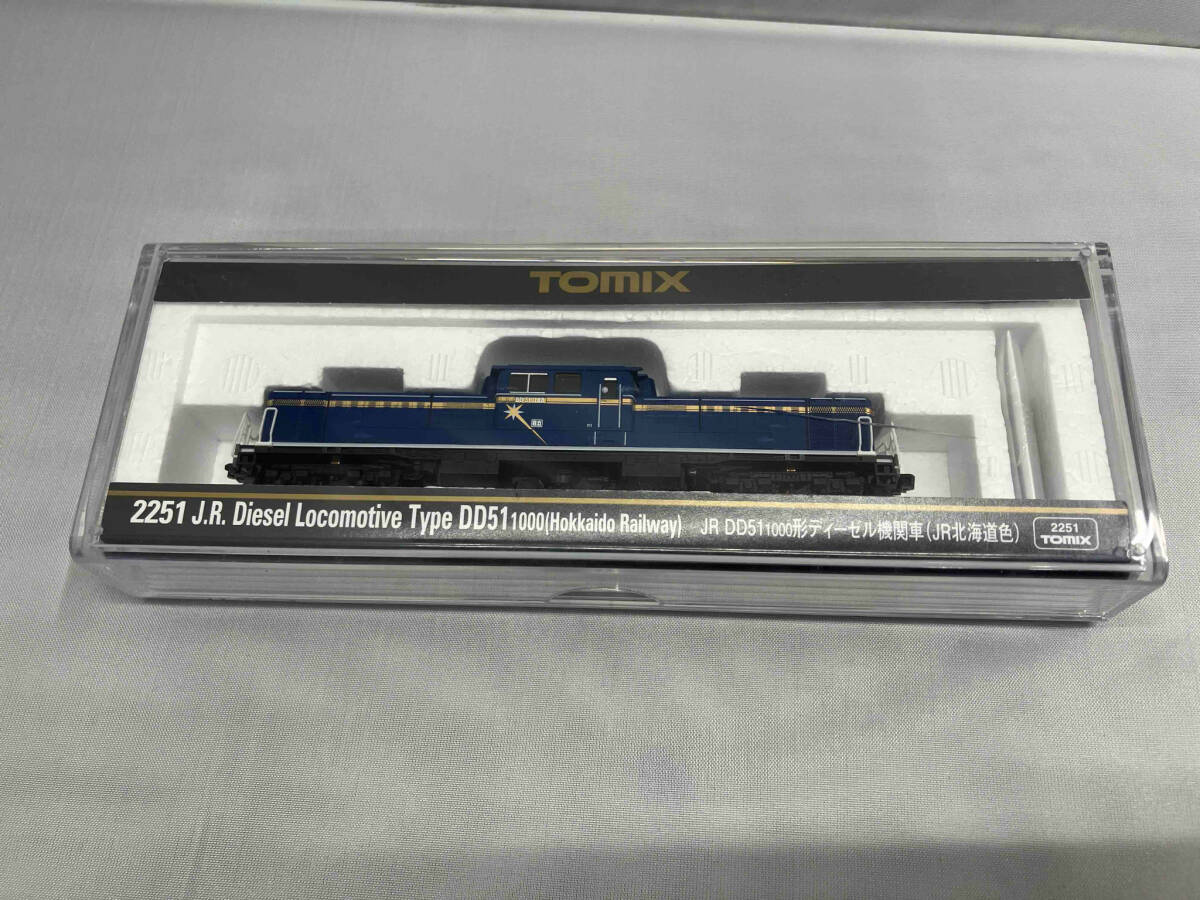 TOMIX
2251 J.R. Diesel Locomotive Type DD51 1000 (Hokkaido Railway) JR DD51 1000形ディーゼル機関車(JR北海道色)
2251
TOMIX